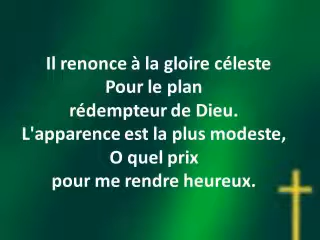 Il renonce à la gloire céleste
Pour le plan
rédempteur de Dieu.
L'apparence est la plus modeste,
O quel prix
pour me rendre heureux.